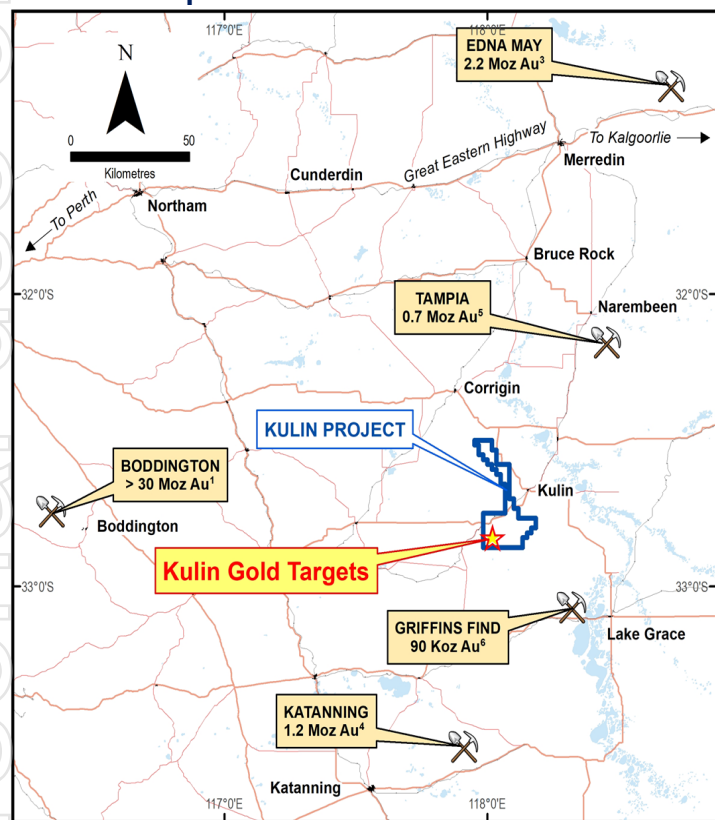 117°0'E
118°0'E
EDNA MAY
2.2 Moz Au³
N
0 50
Kilometres
Great Eastern Highway
To Kalgoorlie
Merredin
Cunderdin
To Perth
Northam
Bruce Rock
32°0'S
32°0'S
TAMPIA
0.7 Moz Au⁵
Narembeen
Corrigin
KULIN PROJECT
BODDINGTON
> 30 Moz Au¹
Kulin
Boddington
Kulin Gold Targets
33°0'S
33°0'S
GRIFFINS FIND
90 Koz Au⁶
Lake Grace
KATANNING
1.2 Moz Au⁴
Katanning
117°0'E
118°0'E